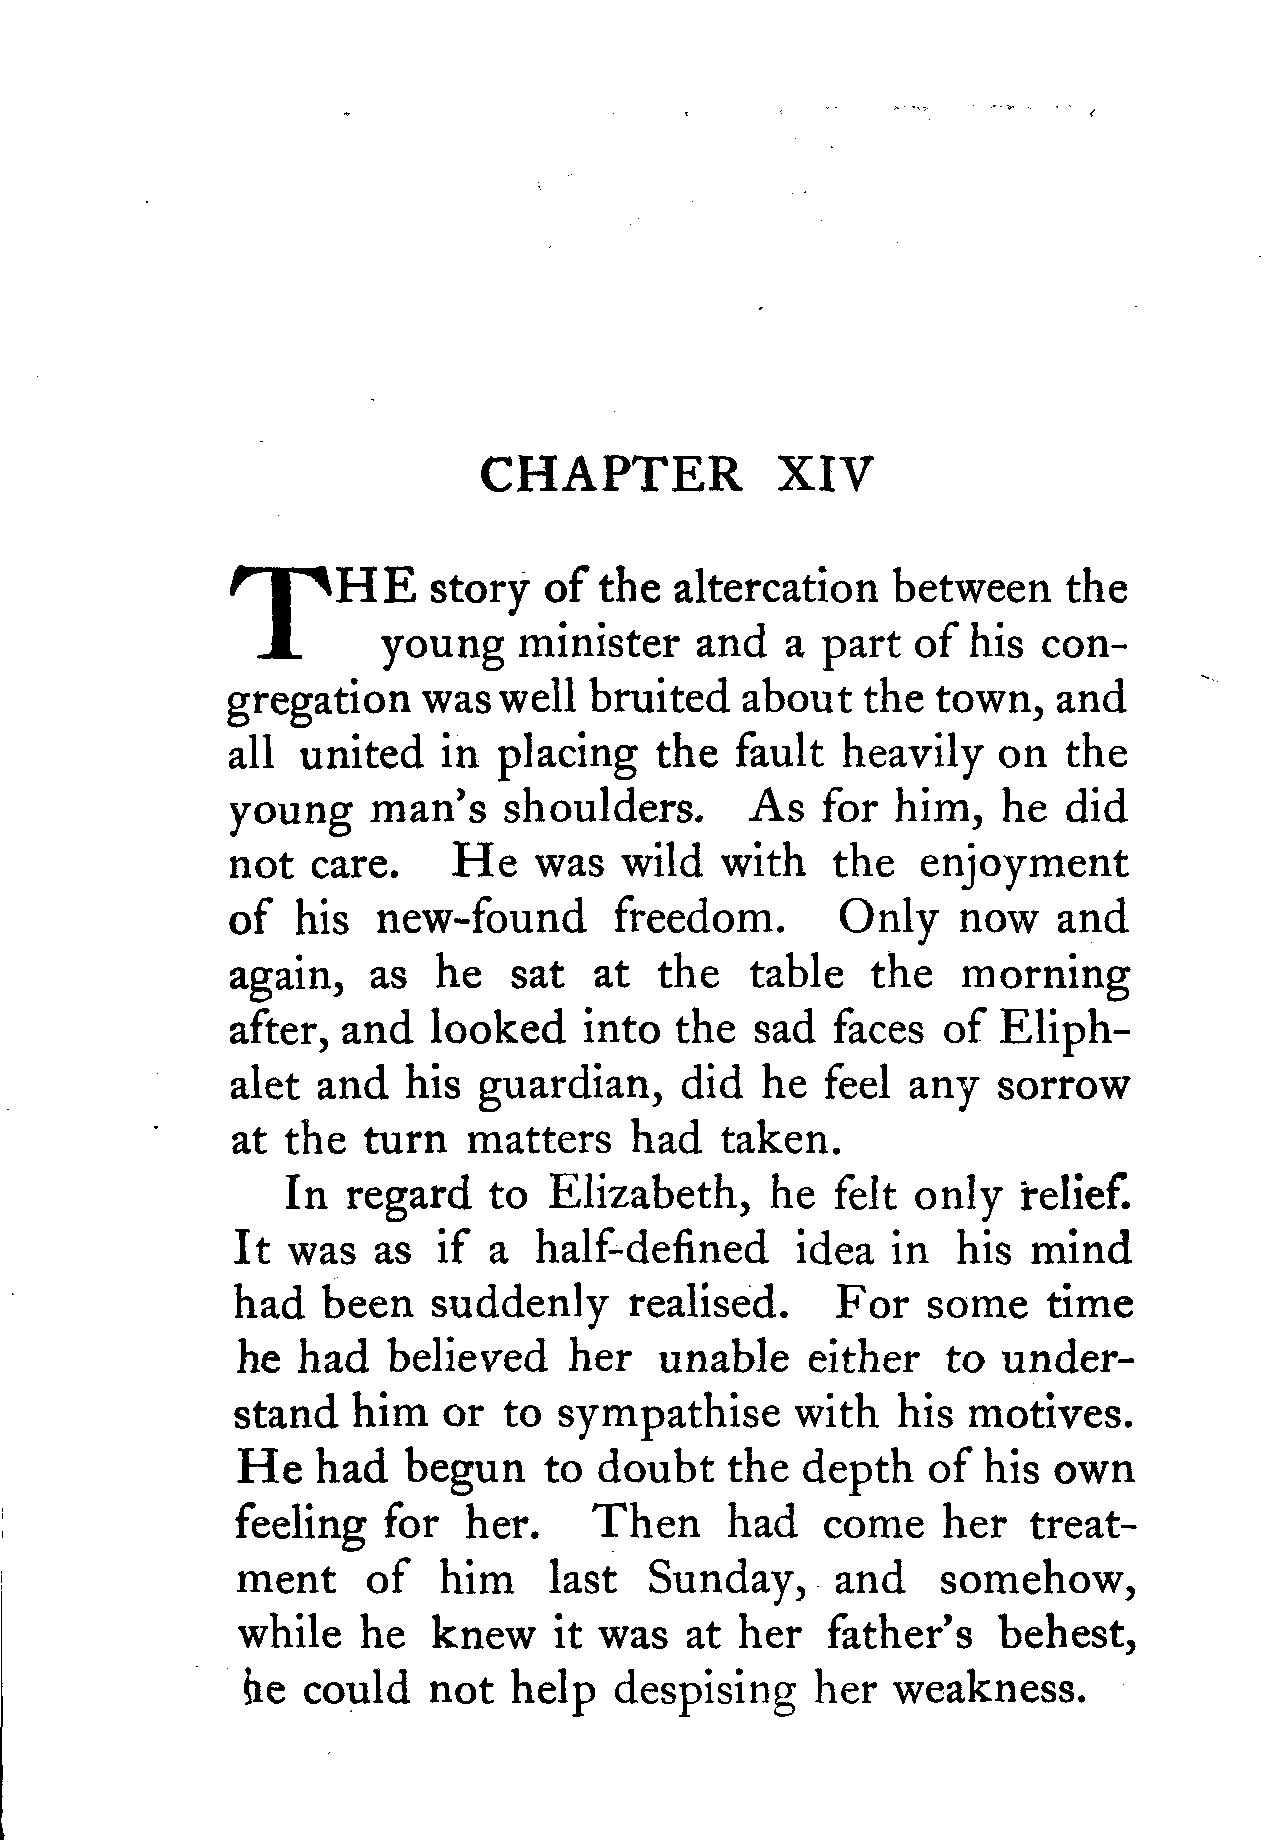 CHAPTER XIV
THE story of the altercation between the
young minister and a part of his con-
gregation was well bruited about the town, and
all united in placing the fault heavily on the
young man's shoulders. As for him, he did
not care. He was wild with the enjoyment
of his new-found freedom. Only now and
again, as he sat at the table the morning
after, and looked into the sad faces of Eliph-
alet and his guardian, did he feel any sorrow
at the turn matters had taken.
In regard to Elizabeth, he felt only relief.
It was as if a half-defined idea in his mind
had been suddenly realised. For some time
he had believed her unable either to under-
stand him or to sympathise with his motives.
He had begun to doubt the depth of his own
feeling for her. Then had come her treat-
ment of him last Sunday, and somehow,
while he knew it was at her father's behest,
he could not help despising her weakness.